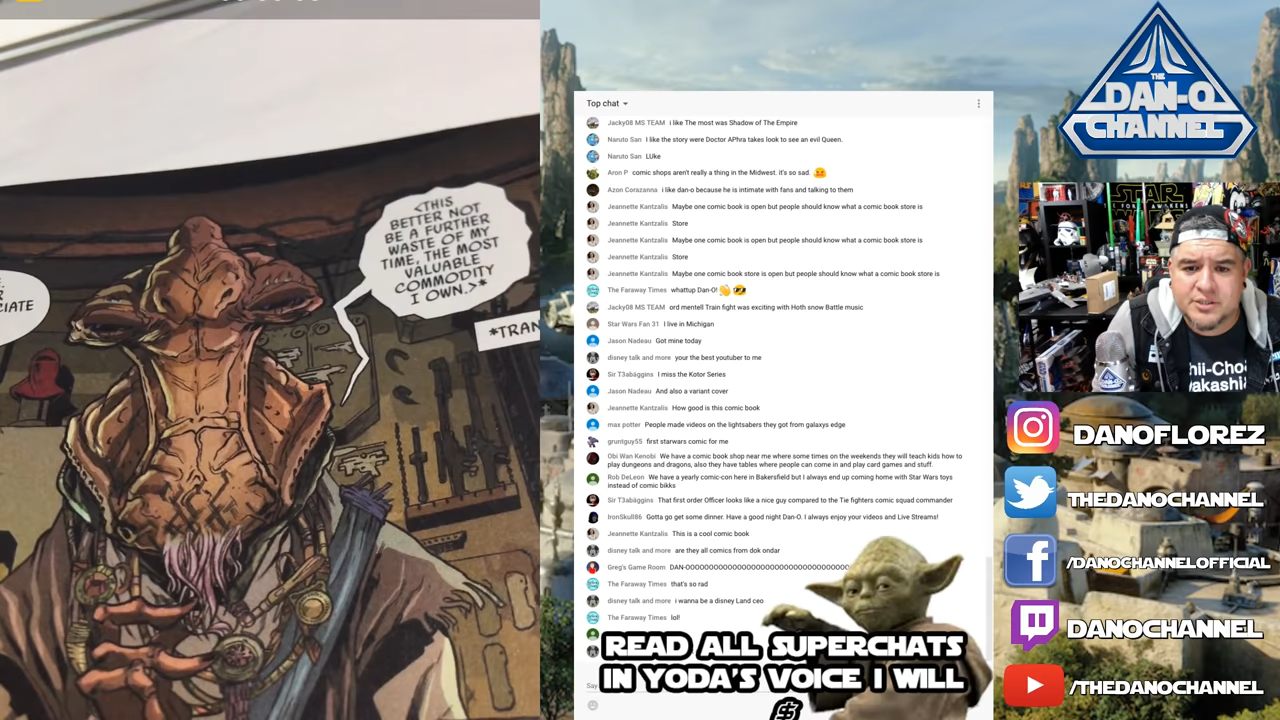 <THIS
BETTER NOT
BE A FURTHER
WASTE OF MY
TIME, THE MOST
VALUABLE
COMMODITY
I OWN.>*
CIATE
*TRAN
Top chat
Jacky08 MS TEAM i like The most was Shadow of The Empire
Naruto San I like the story were Doctor APhra takes look to see an evil Queen.
Naruto San LUke
Aron P comic shops aren't really a thing in the Midwest. it's so sad.
Azon Corazanna i like dan-o because he is intimate with fans and talking to them
Jeannette Kantzalis Maybe one comic book is open but people should know what a comic book store is
Jeannette Kantzalis Store
Jeannette Kantzalis Maybe one comic book is open but people should know what a comic book store is
Jeannette Kantzalis Store
Jeannette Kantzalis Maybe one comic book store is open but people should know what a comic book store is
The Faraway Times whattup Dan-O!
Jacky08 MS TEAM ord mentell Train fight was exciting with Hoth snow Battle music
Star Wars Fan 31 I live in Michigan
Jason Nadeau Got mine today
disney talk and more your the best youtuber to me
Sir T3abäggins I miss the Kotor Series
Jason Nadeau And also a variant cover
Jeannette Kantzalis How good is this comic book
max potter People made videos on the lightsabers they got from galaxys edge
gruntguy55 first starwars comic for me
Obi Wan Kenobi We have a comic book shop near me where some times on the weekends they will teach kids how to
play dungeons and dragons, also they have tables where people can come in and play card games and stuff.
Rob DeLeon We have a yearly comic-con here in Bakersfield but I always end up coming home with Star Wars toys
instead of comic bikks
Sir T3abäggins That first order Officer looks like a nice guy compared to the Tie fighters comic squad commander
IronSkull86 Gotta go get some dinner. Have a good night Dan-O. I always enjoy your videos and Live Streams!
Jeannette Kantzalis This is a cool comic book
disney talk and more are they all comics from dok ondar
Greg's Game Room DAN-OOOOOOOOOOOOOOOOOOOOOOOOOOOOOOOO
The Faraway Times that's so rad
disney talk and more i wanna be a disney Land ceo
The Faraway Times lol!
READ ALL SUPERCHATS
IN YODA'S VOICE I WILL
Say
$
THE
DAN-O
CHANNEL
STAR
WARS
DANOFLOREZ
THEDANOCHANNEL
/DANOCHANNELOFFICIAL
DANOCHANNEL
/THEDANOCHANNEL